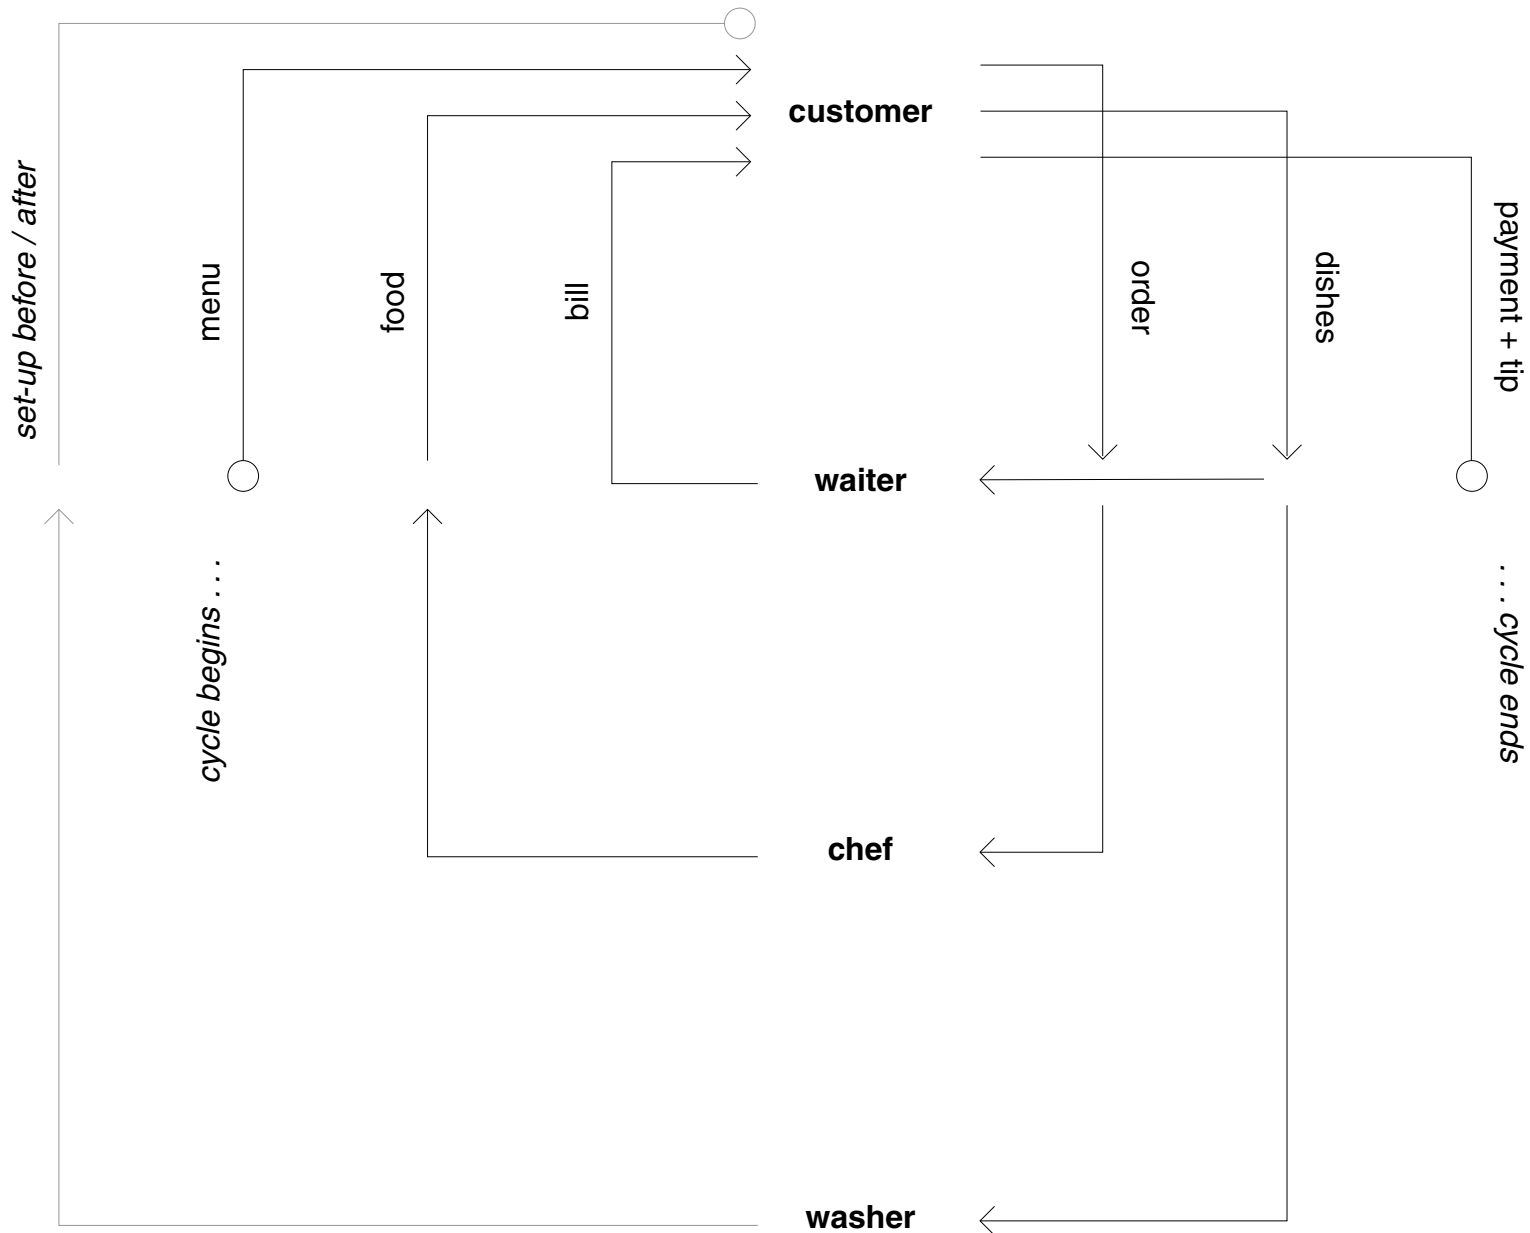 customer
set-up before / after
menu
food
bill
order
dishes
payment + tip
waiter
cycle begins . . .
. . . cycle ends
chef
washer